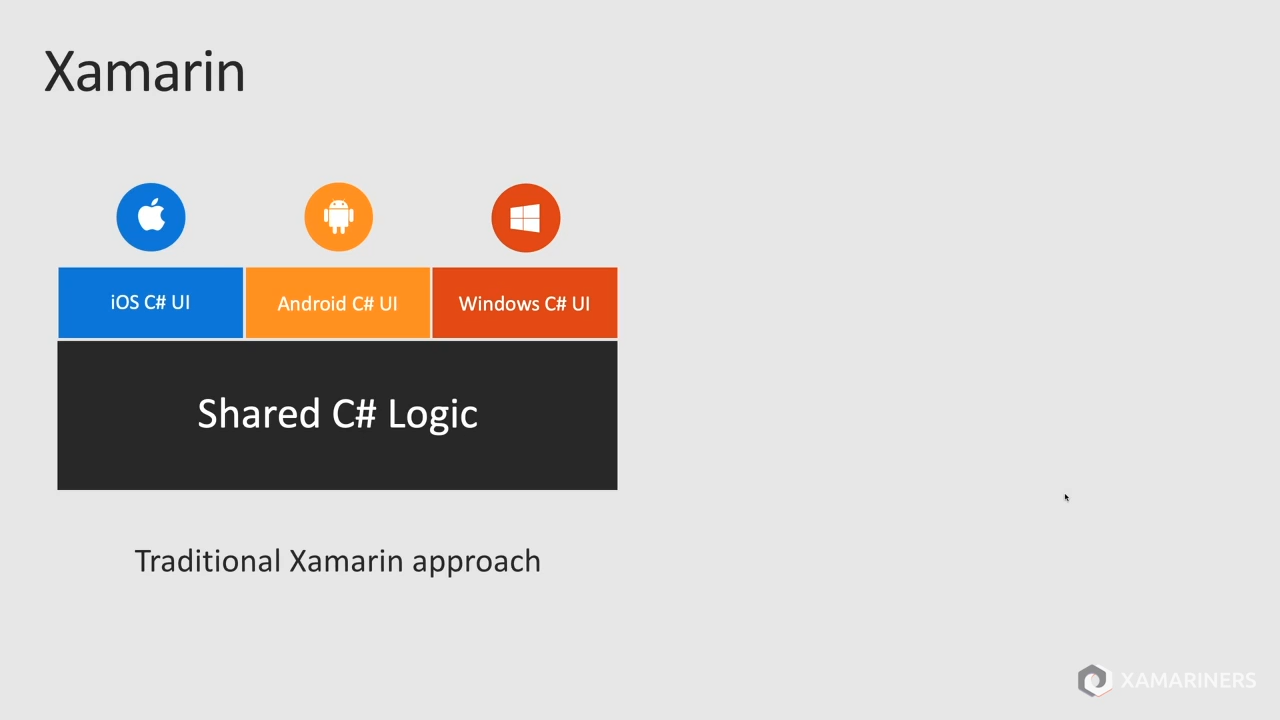 Xamarin
iOS C# UI
Android C# UI
Windows C# UI
Shared C# Logic
Traditional Xamarin approach
XAMARINERS